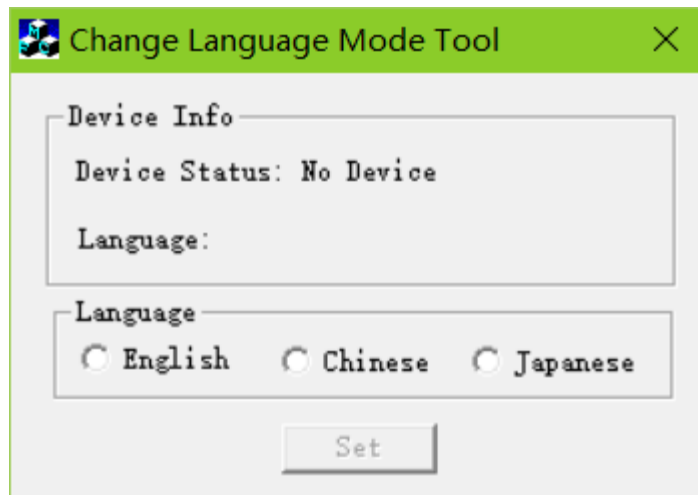 Change Language Mode Tool
Device Info
Device Status: No Device
Language:
Language
English Chinese Japanese
Set